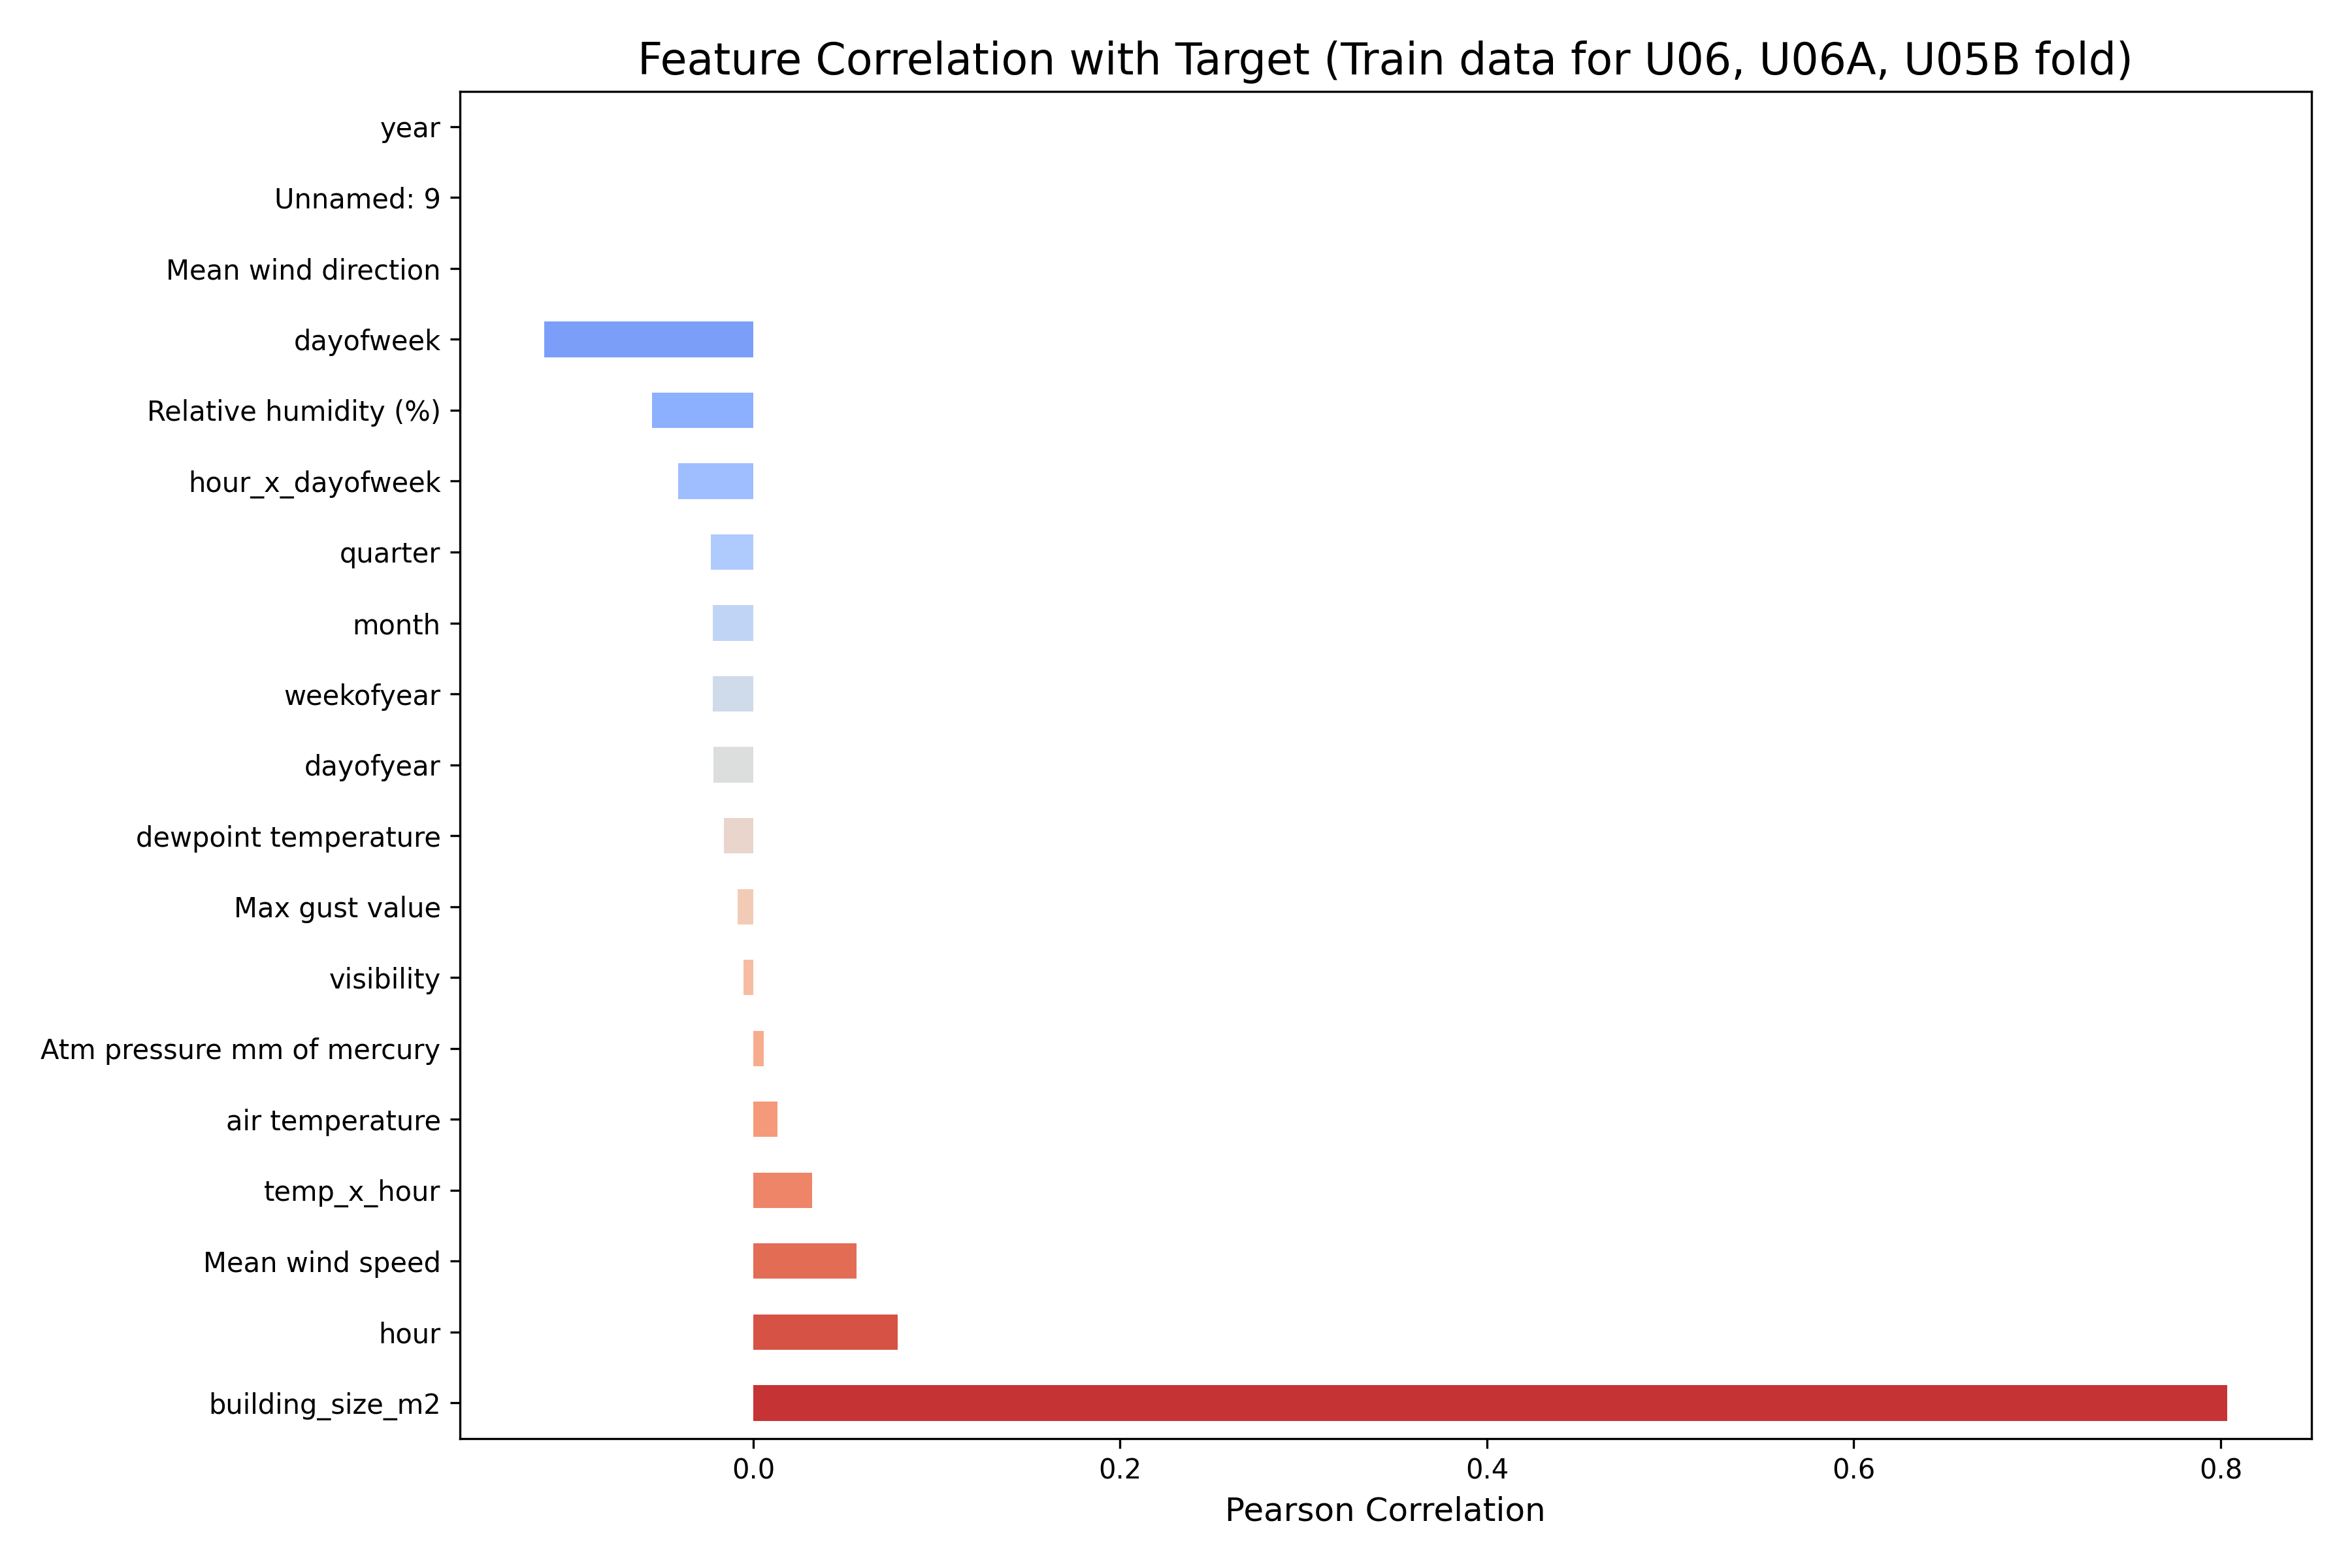 Feature Correlation with Target (Train data for U06, U06A, U05B fold)
year
Unnamed: 9
Mean wind direction
dayofweek
Relative humidity (%)
hour_x_dayofweek
quarter
month
weekofyear
dayofyear
dewpoint temperature
Max gust value
visibility
Atm pressure mm of mercury
air temperature
temp_x_hour
Mean wind speed
hour
building_size_m2
0.0 0.2 0.4 0.6 0.8
Pearson Correlation